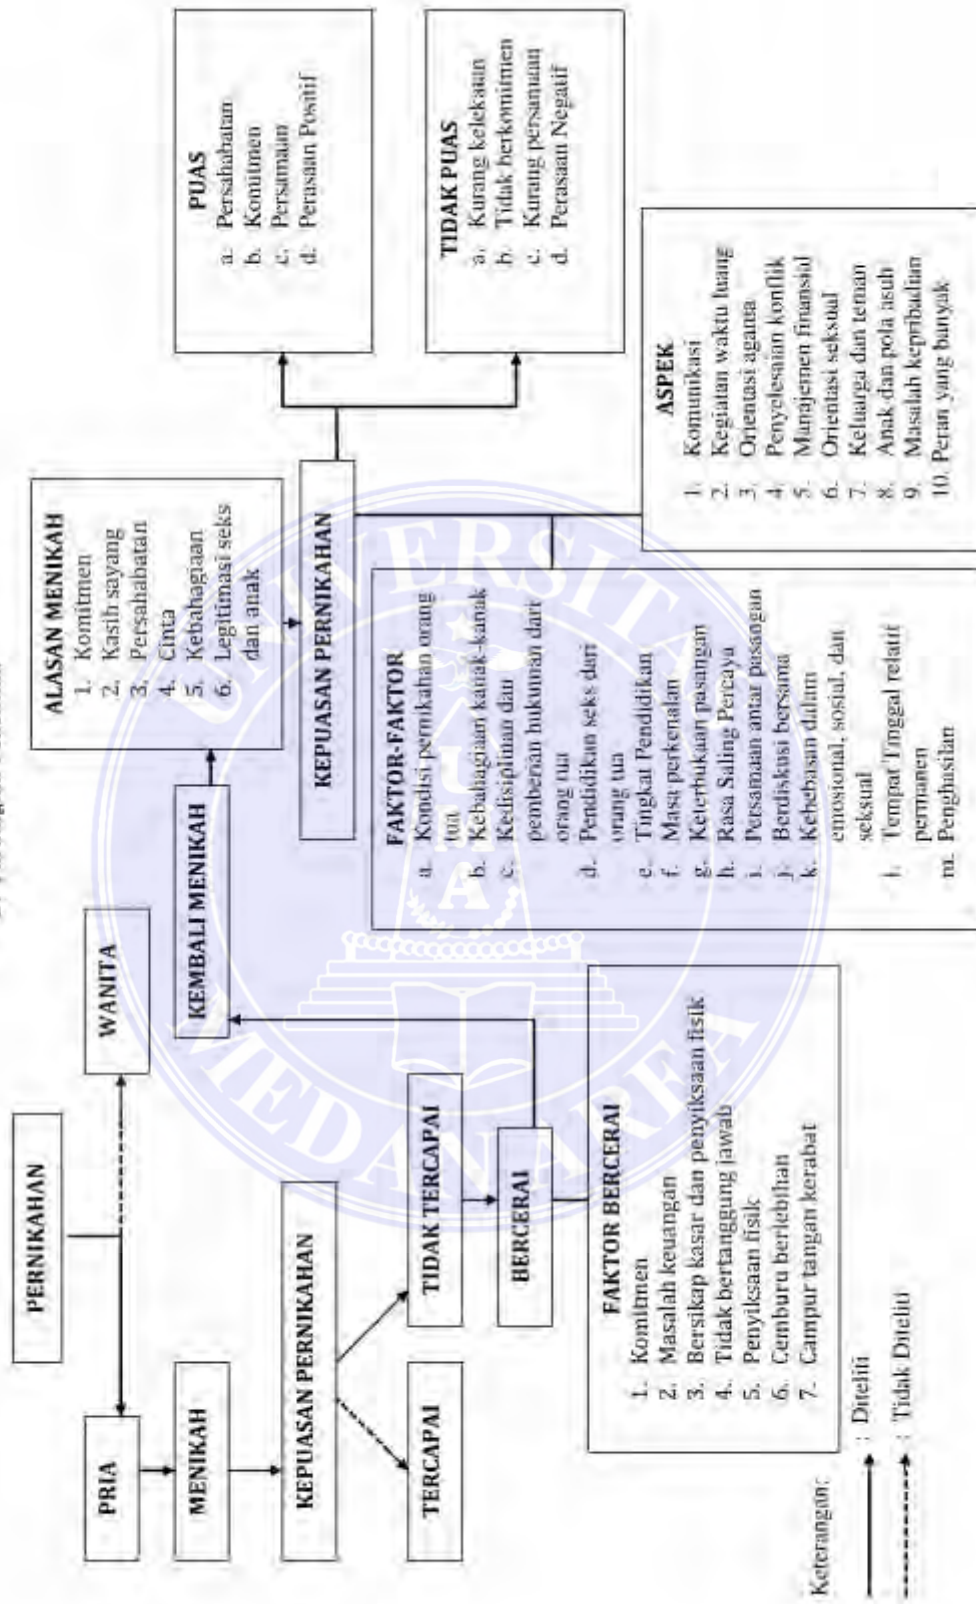 PERNIKAHAN
PRIA
WANITA
MENIKAH
KEPUASAN PERNIKAHAN
TERCAPAI
TIDAK TERCAPAI
BERCERAI
FAKTOR BERCERAI
1. Komitmen
2. Masalah keuangan
3. Bersikap kasar dan penyiksaan fisik
4. Tidak bertanggung jawab
5. Penyiksaan fisik
6. Cemburu berlebihan
7. Campur tangan kerabat
KEMBALI MENIKAH
ALASAN MENIKAH
1. Komitmen
2. Kasih sayang
3. Persahabatan
4. Cinta
5. Kebahagiaan
6. Legitimasi seks
dan anak
KEPUASAN PERNIKAHAN
FAKTOR-FAKTOR
a. Kondisi pernikahan orang
tua
b. Kebahagiaan kanak-kanak
c. Kedisiplinan dan
pemberian hukuman dari
orang tua
d. Pendidikan seks dari
orang tua
e. Tingkat Pendidikan
f. Masa perkenalan
g. Keterbukaan pasangan
h. Rasa Saling Percaya
i. Persamaan antar pasangan
j. Berdiskusi bersama
k. Kebebasan dalam
emosional, sosial, dan
seksual
l. Tempat Tinggal relatif
permanen
m. Penghasilan
ASPEK
1. Komunikasi
2. Kegiatan waktu luang
3. Orientasi agama
4. Penyelesaian konflik
5. Manajemen finansial
6. Orientasi seksual
7. Keluarga dan teman
8. Anak dan pola asuh
9. Masalah kepribadian
10. Peran yang banyak
PUAS
a. Persahabatan
b. Komitmen
c. Persamaan
d. Perasaan Positif
TIDAK PUAS
a. Kurang kelekatan
b. Tidak berkomitmen
c. Kurang persamaan
d. Perasaan Negatif
Keterangan:
: Diteliti
: Tidak Diteliti
UNIVERSITA
MEDAN AREA
U
M
A